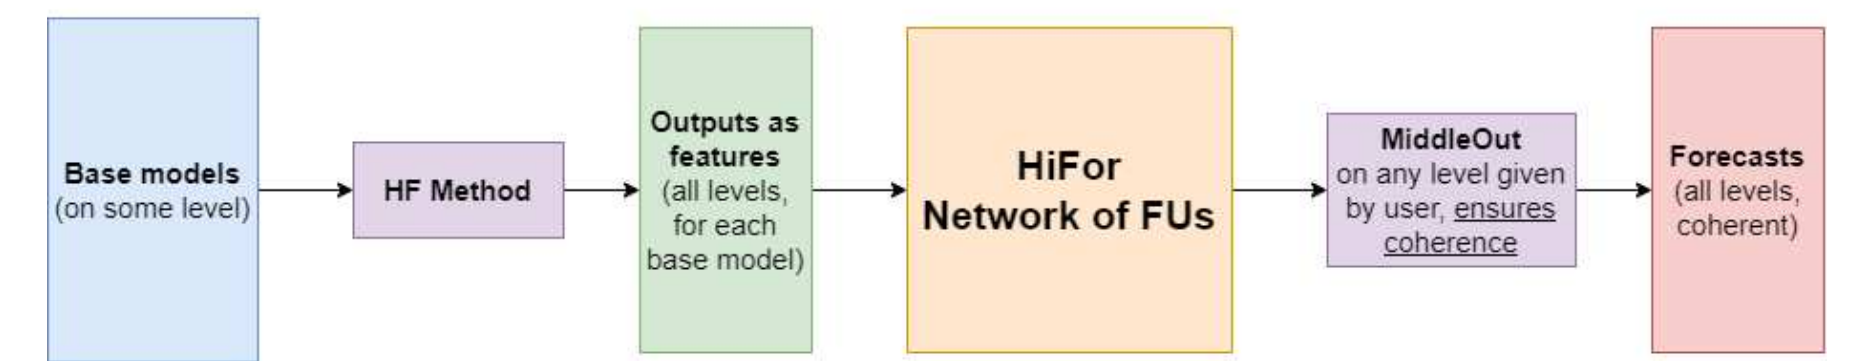 Base models
(on some level)
HF Method
Outputs as
features
(all levels,
for each
base model)
HiFor
Network of FUs
MiddleOut
on any level given
by user, ensures
coherence
Forecasts
(all levels,
coherent)